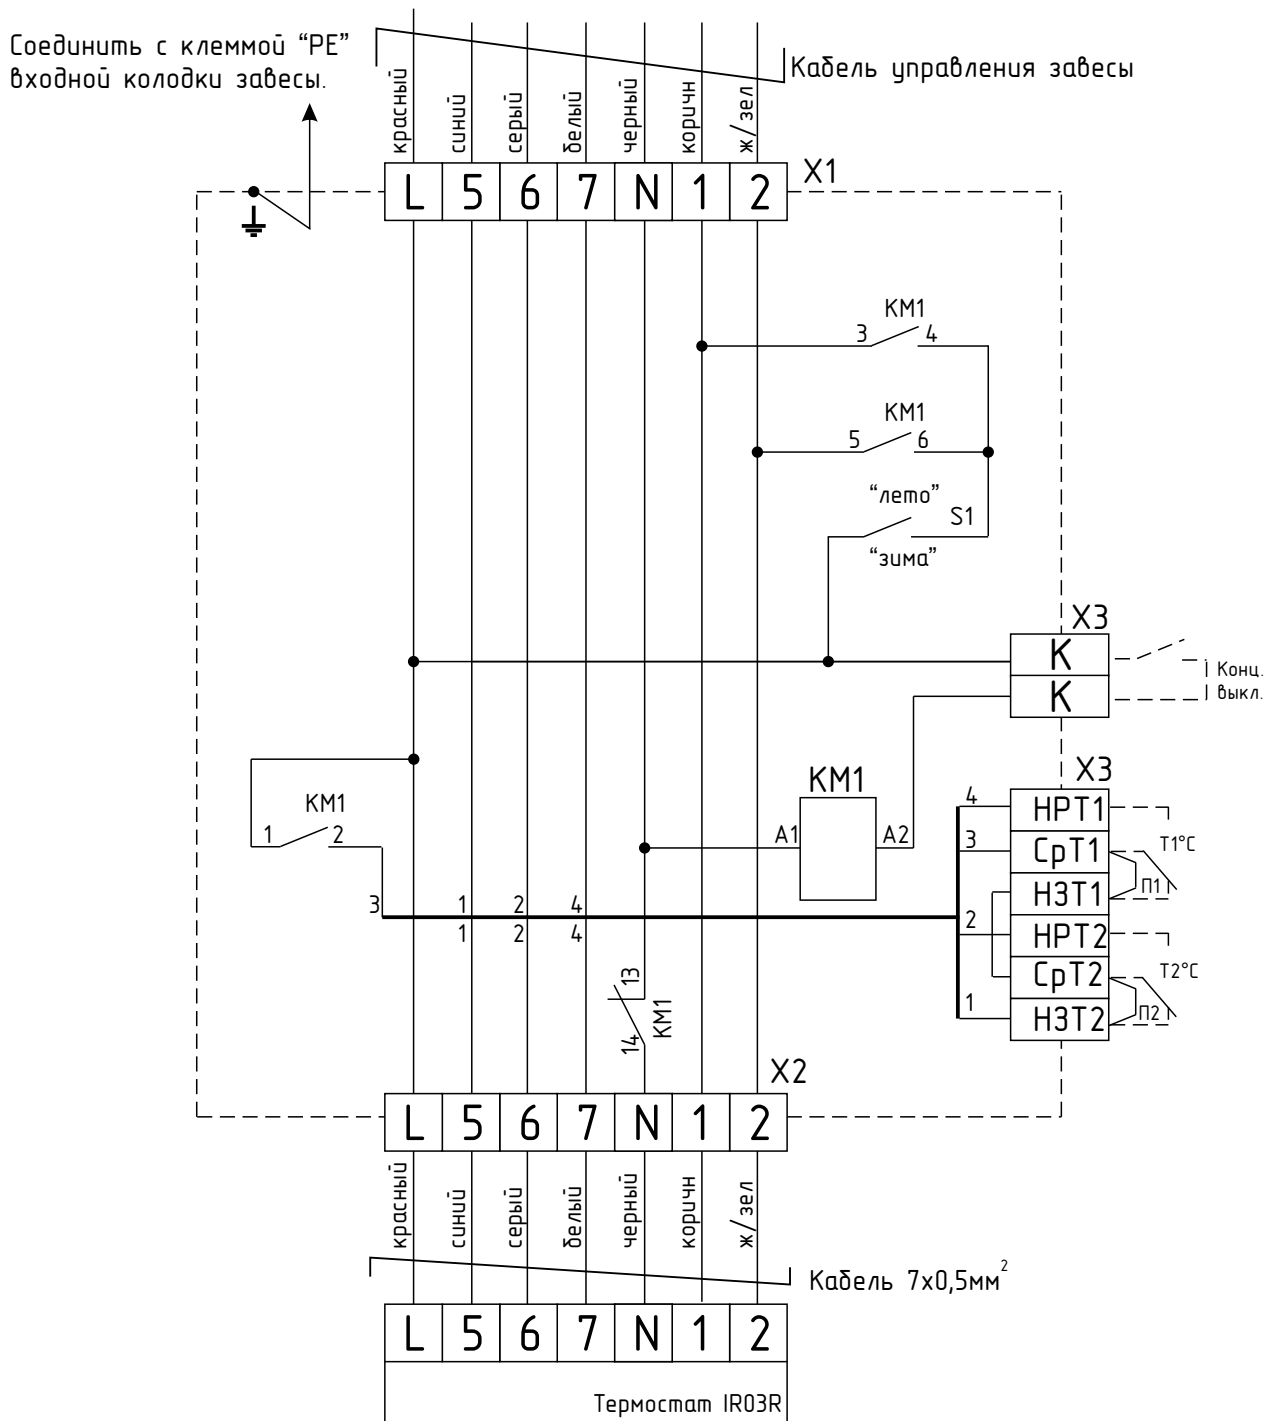 Соединить с клеммой “PE”
входной колодки завесы.
Кабель управления завесы
красный
синий
серый
белый
черный
коричн
ж/зел
X1
L 5 6 7 N 1 2
KM1
3 4
KM1
5 6
“лето”
S1
“зима”
X3
K
K
Конц.
выкл.
X3
KM1
KM1
1 2
A1 A2
4 НРТ1
3 СрТ1
Т1°С
П1
НЗТ1
2 НРТ2
СрТ2
Т2°С
П2
1 НЗТ2
3 1 2 4
1 2 4
13
KM1
14
X2
L 5 6 7 N 1 2
красный
синий
серый
белый
черный
коричн
ж/зел
Кабель 7х0,5мм²
L 5 6 7 N 1 2
Термостат IR03R